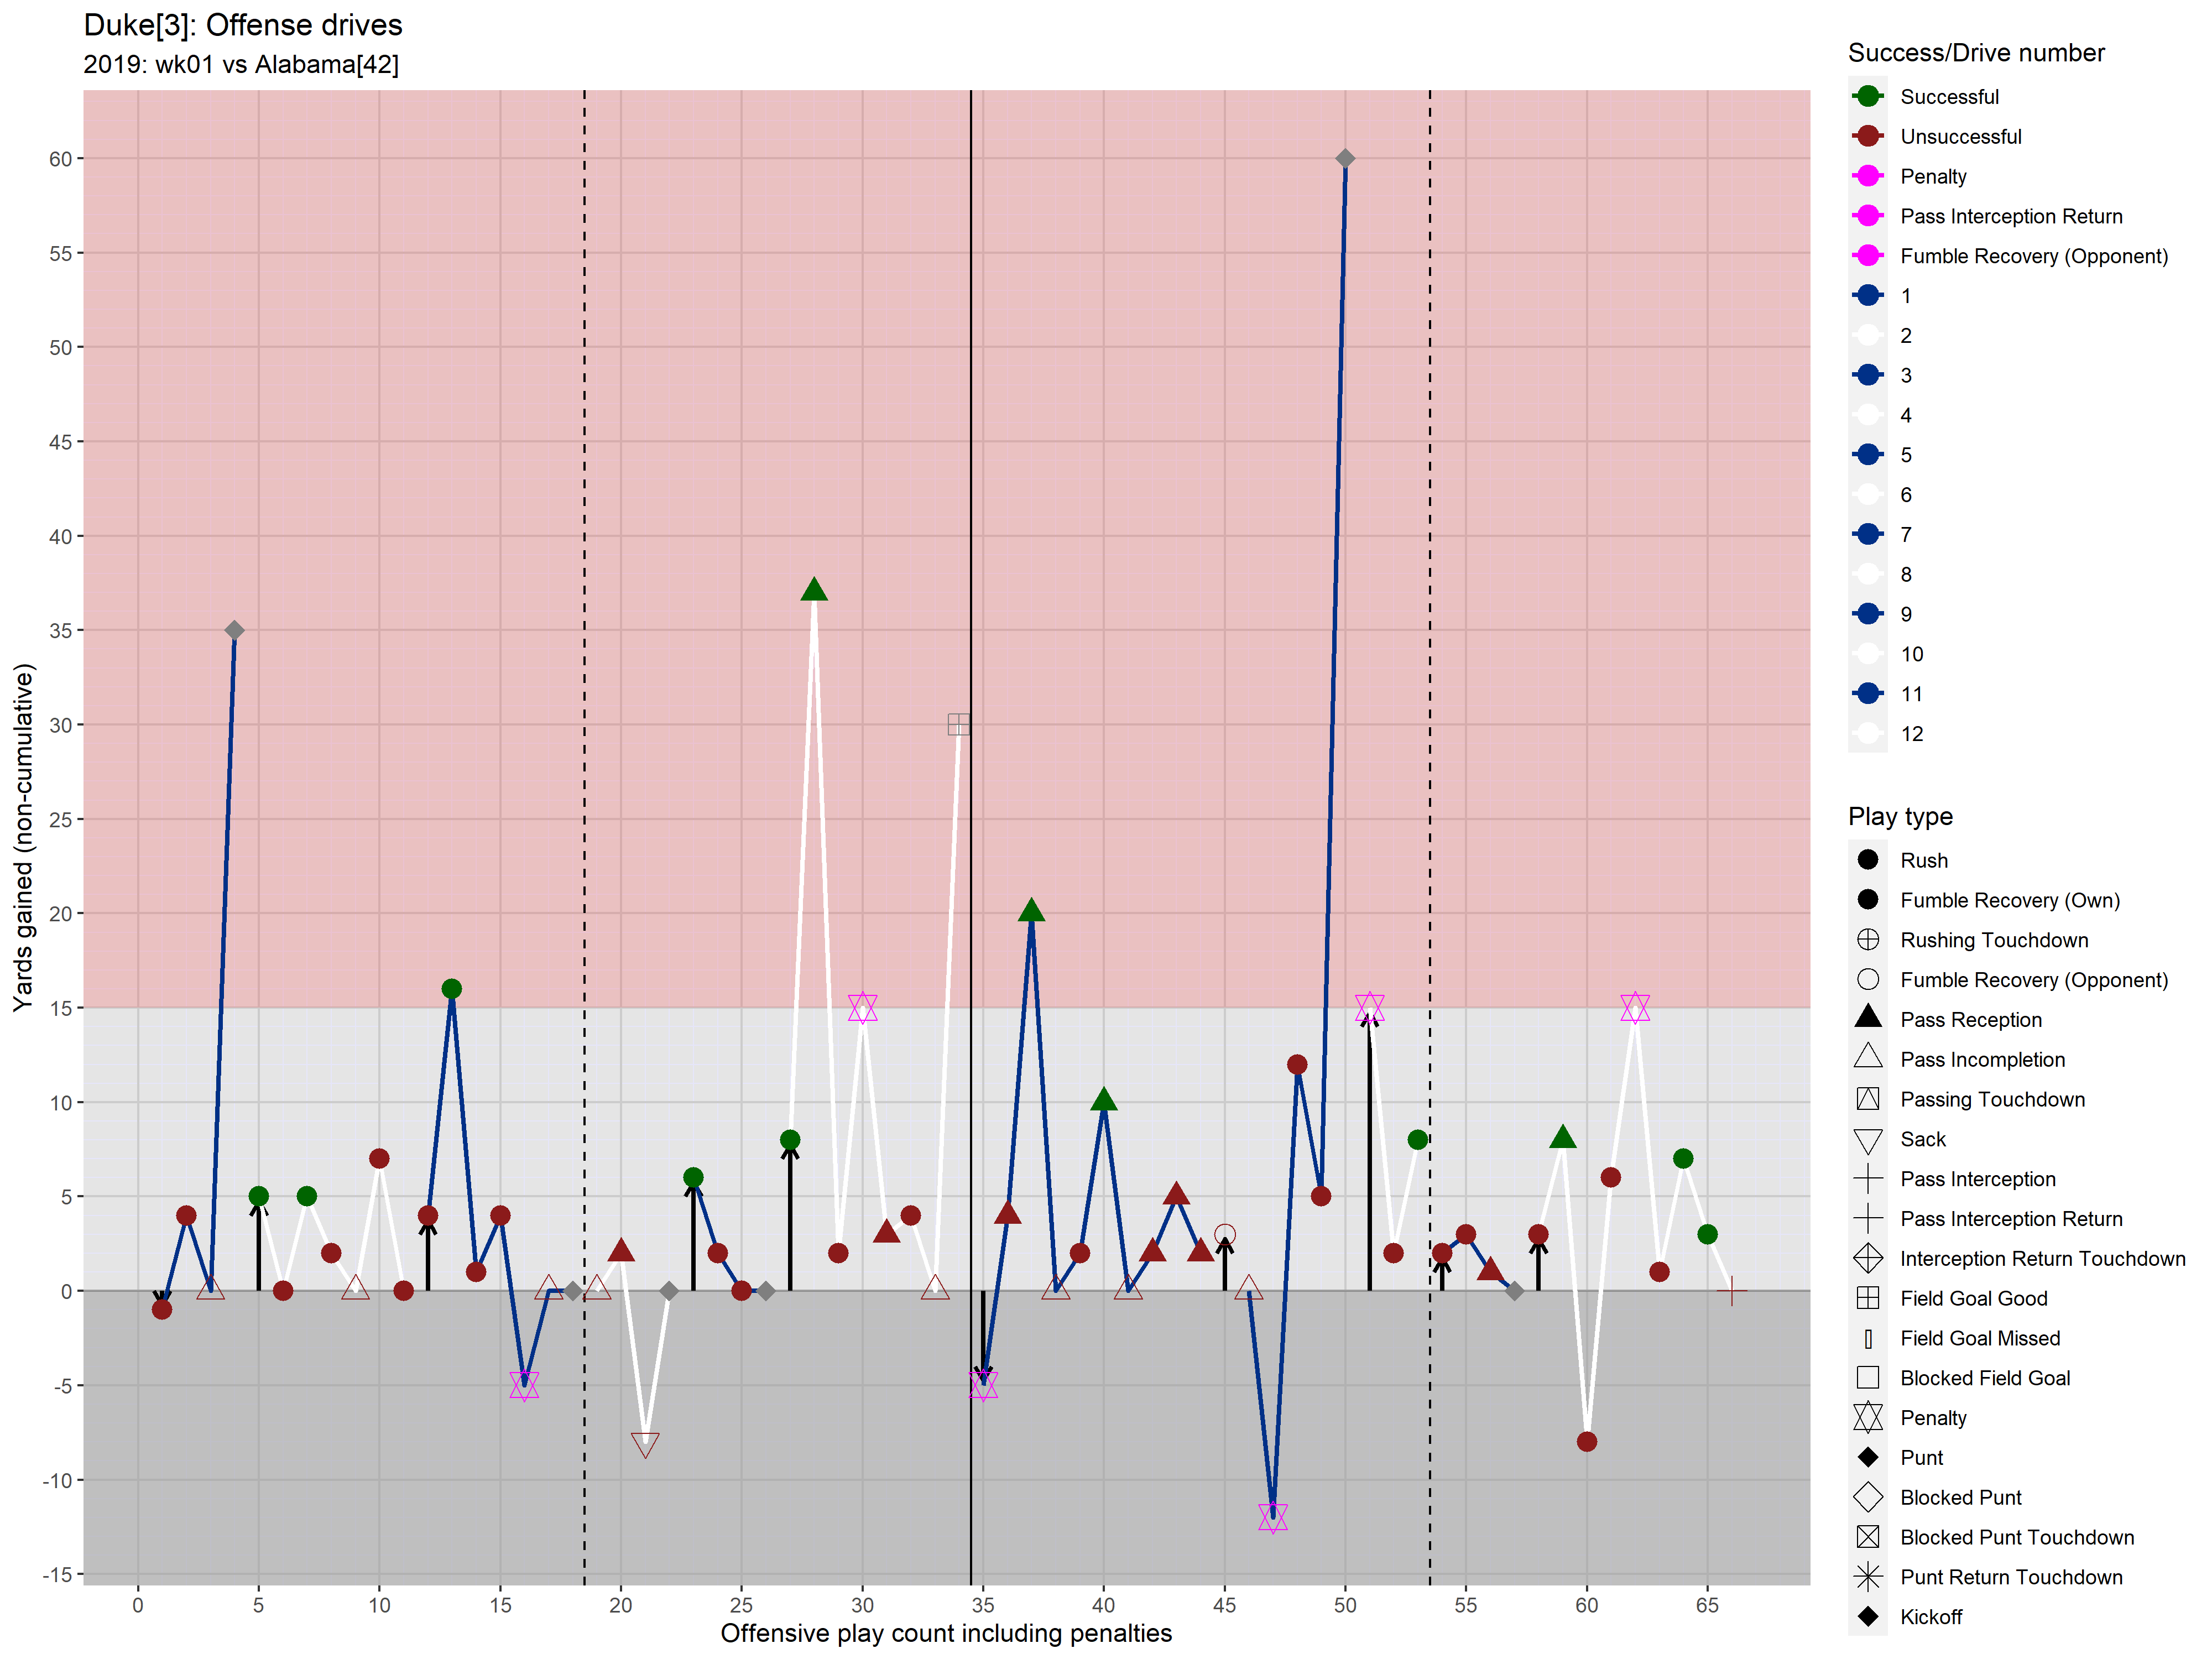 Duke[3]: Offense drives
2019: wk01 vs Alabama[42]
Yards gained (non-cumulative)
60
55
50
45
40
35
30
25
20
15
10
5
0
-5
-10
-15
0 5 10 15 20 25 30 35 40 45 50 55 60 65
Offensive play count including penalties
Success/Drive number
Successful
Unsuccessful
Penalty
Pass Interception Return
Fumble Recovery (Opponent)
1
2
3
4
5
6
7
8
9
10
11
12
Play type
Rush
Fumble Recovery (Own)
Rushing Touchdown
Fumble Recovery (Opponent)
Pass Reception
Pass Incompletion
Passing Touchdown
Sack
Pass Interception
Pass Interception Return
Interception Return Touchdown
Field Goal Good
Field Goal Missed
Blocked Field Goal
Penalty
Punt
Blocked Punt
Blocked Punt Touchdown
Punt Return Touchdown
Kickoff